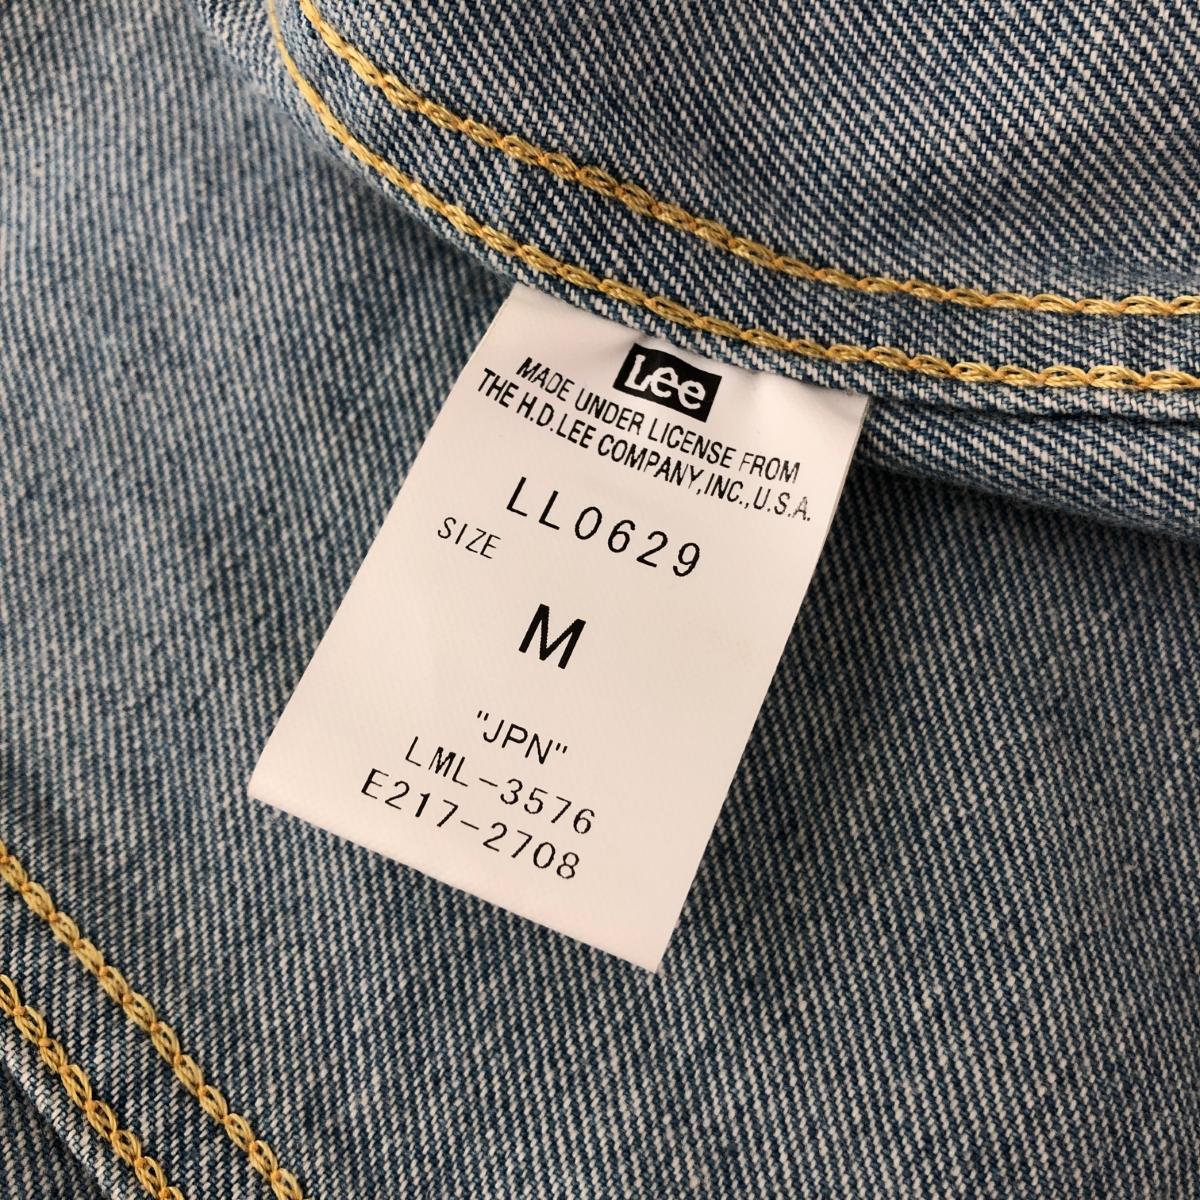 Lee
MADE UNDER LICENSE FROM
THE H.D.LEE COMPANY,INC.,U.S.A.
LL0629
SIZE
M
"JPN"
LML-3576
E217-2708